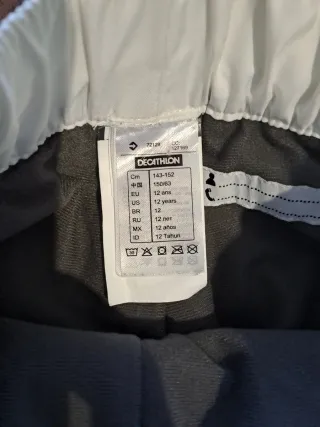 DECATHLON
Cm 143-152
中国 150/63
EU 12 ans
US 12 years
BR 12
RU 12 лет
MX 12 años
ID 12 Tahun